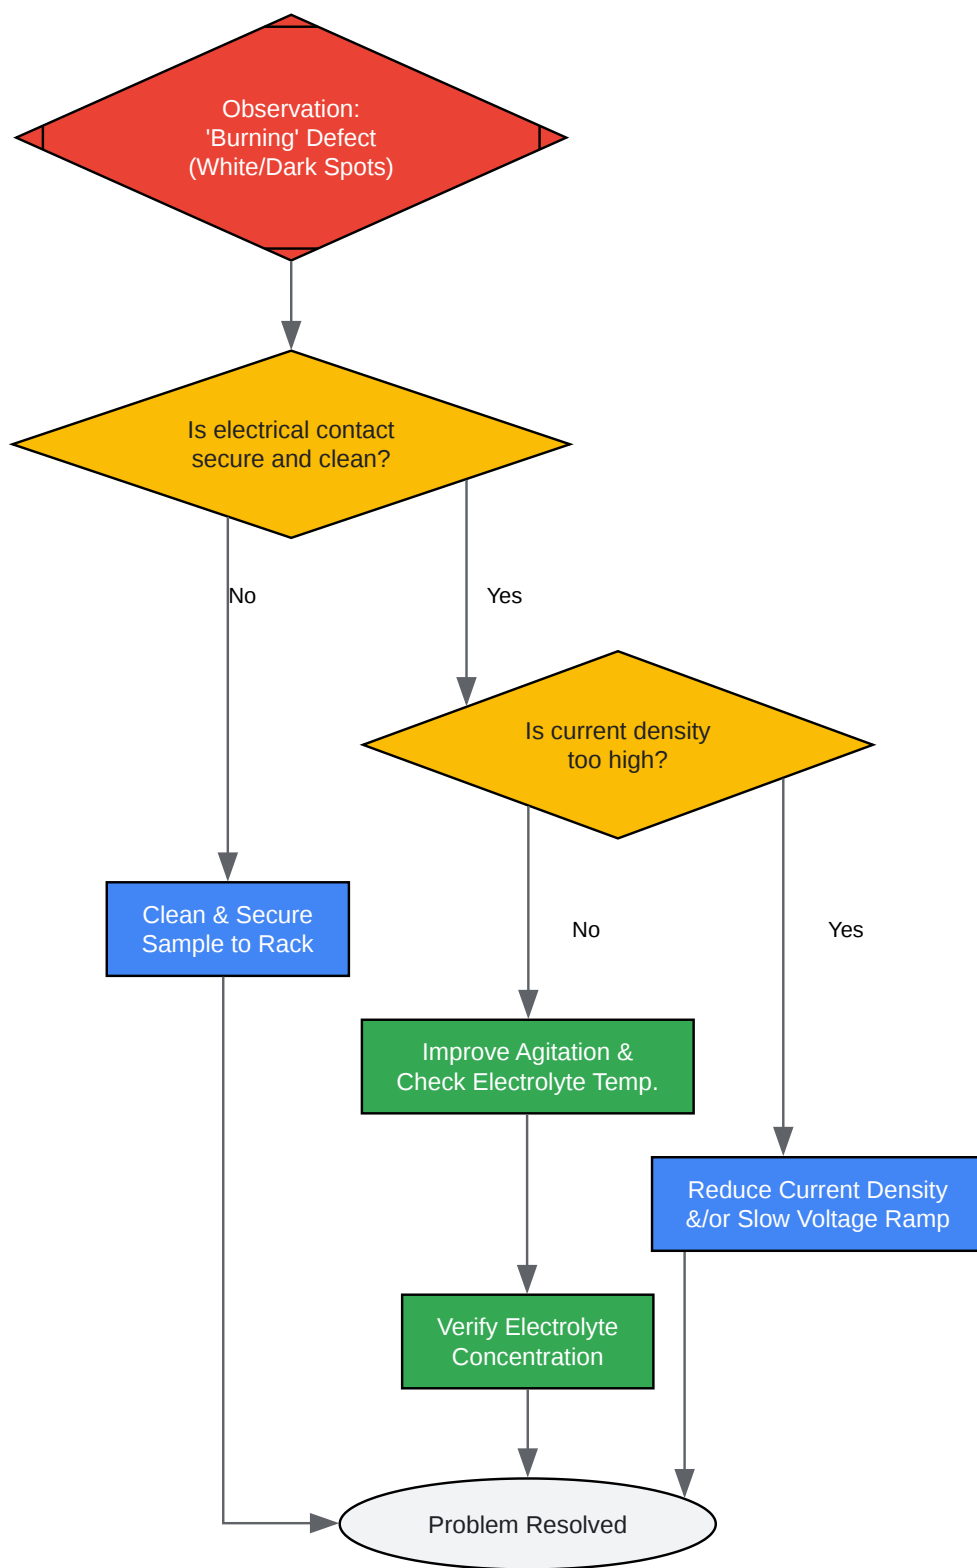 Observation:
'Burning' Defect
(White/Dark Spots)
Is electrical contact
secure and clean?
No
Yes
Is current density
too high?
Clean & Secure
Sample to Rack
No
Yes
Improve Agitation &
Check Electrolyte Temp.
Reduce Current Density
&/or Slow Voltage Ramp
Verify Electrolyte
Concentration
Problem Resolved